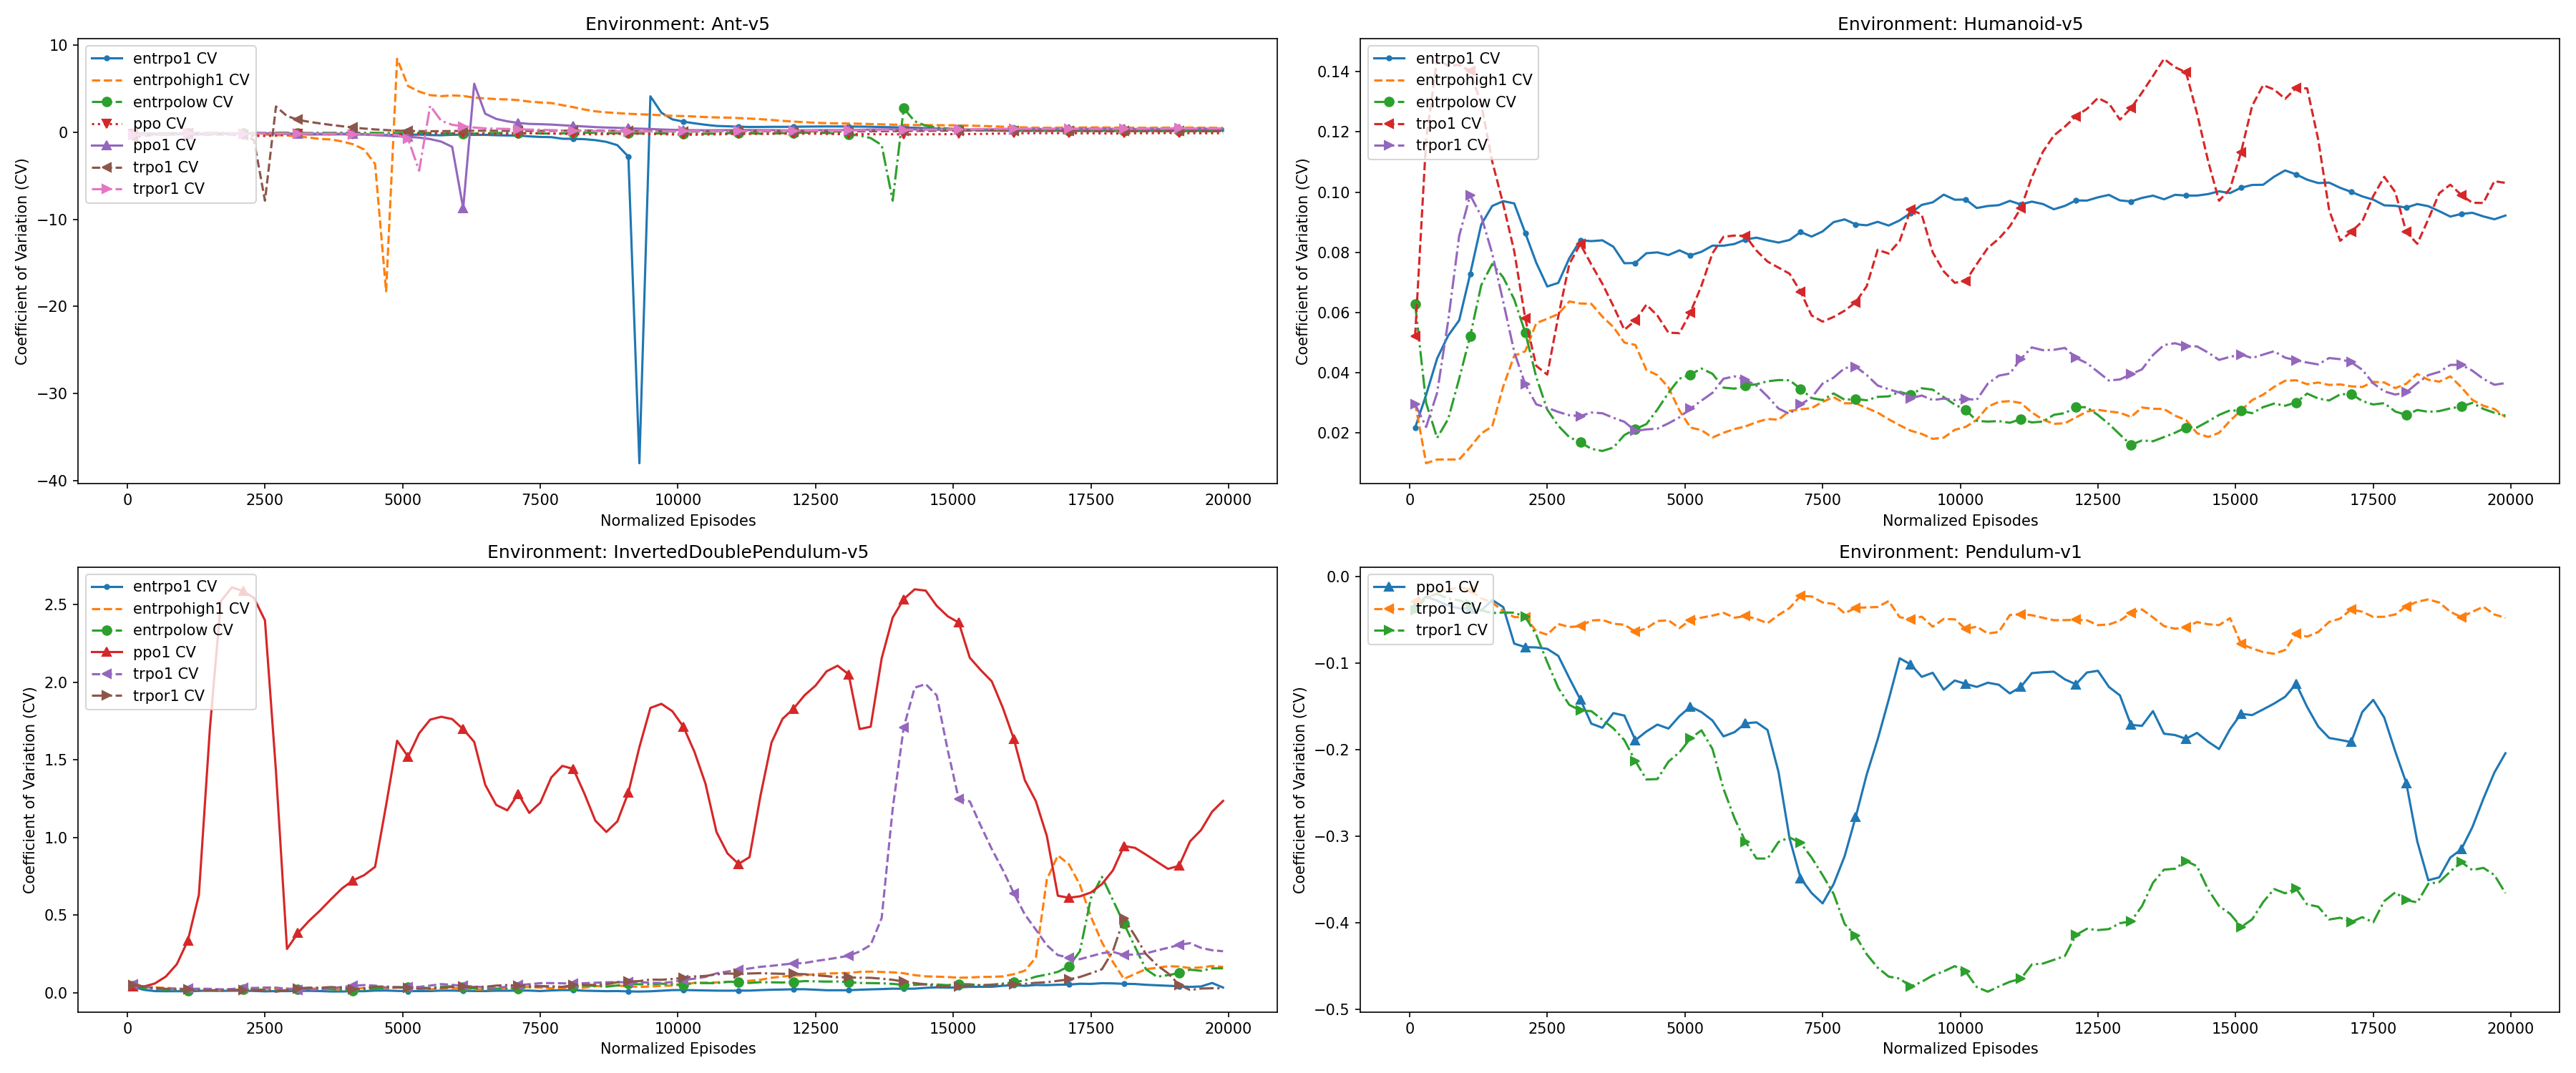 Environment: Ant-v5
10
0
−10
−20
−30
−40
Coefficient of Variation (CV)
entrpo1 CV
entrpohigh1 CV
entrpolow CV
ppo CV
ppo1 CV
trpo1 CV
trpor1 CV
0 2500 5000 7500 10000 12500 15000 17500 20000
Normalized Episodes
Environment: Humanoid-v5
0.14
0.12
0.10
0.08
0.06
0.04
0.02
Coefficient of Variation (CV)
entrpo1 CV
entrpohigh1 CV
entrpolow CV
trpo1 CV
trpor1 CV
0 2500 5000 7500 10000 12500 15000 17500 20000
Normalized Episodes
Environment: InvertedDoublePendulum-v5
2.5
2.0
1.5
1.0
0.5
0.0
Coefficient of Variation (CV)
entrpo1 CV
entrpohigh1 CV
entrpolow CV
ppo1 CV
trpo1 CV
trpor1 CV
0 2500 5000 7500 10000 12500 15000 17500 20000
Normalized Episodes
Environment: Pendulum-v1
0.0
−0.1
−0.2
−0.3
−0.4
−0.5
Coefficient of Variation (CV)
ppo1 CV
trpo1 CV
trpor1 CV
0 2500 5000 7500 10000 12500 15000 17500 20000
Normalized Episodes